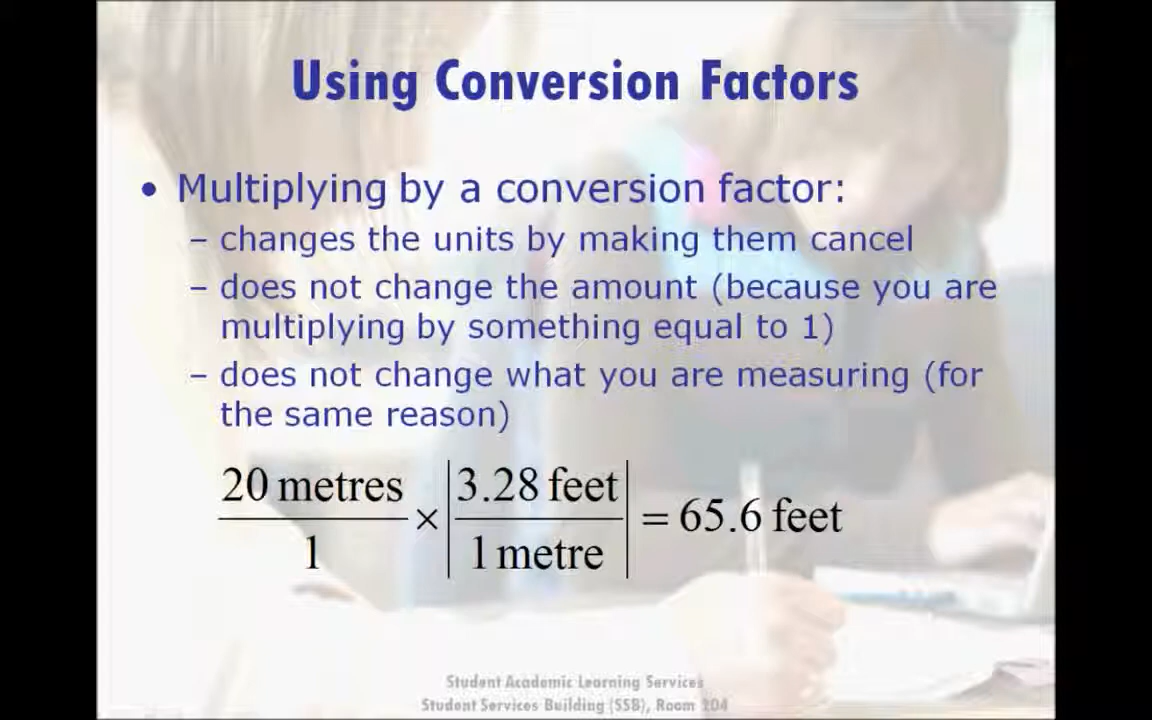 Using Conversion Factors
• Multiplying by a conversion factor:
– changes the units by making them cancel
– does not change the amount (because you are
multiplying by something equal to 1)
– does not change what you are measuring (for
the same reason)
20 metres / 1 × | 3.28 feet / 1 metre | = 65.6 feet
Student Academic Learning Services
Student Services Building (SSB), Room 204